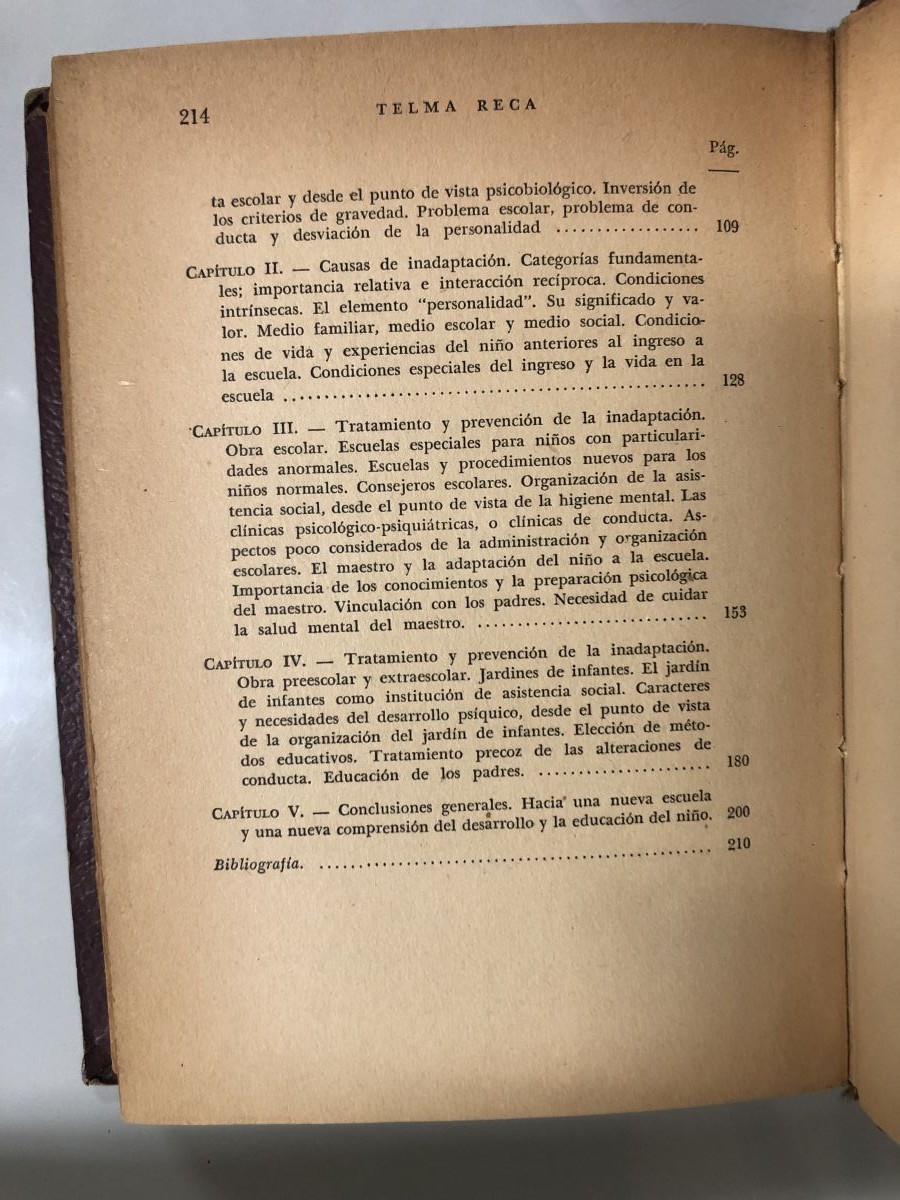 214
TELMA RECA
Pág.
ta escolar y desde el punto de vista psicobiológico. Inversión de
los criterios de gravedad. Problema escolar, problema de con-
ducta y desviación de la personalidad .................. 109
CAPÍTULO II. — Causas de inadaptación. Categorías fundamenta-
les; importancia relativa e interacción recíproca. Condiciones
intrínsecas. El elemento “personalidad”. Su significado y va-
lor. Medio familiar, medio escolar y medio social. Condicio-
nes de vida y experiencias del niño anteriores al ingreso a
la escuela. Condiciones especiales del ingreso y la vida en la
escuela .................................................... 128
CAPÍTULO III. — Tratamiento y prevención de la inadaptación.
Obra escolar. Escuelas especiales para niños con particulari-
dades anormales. Escuelas y procedimientos nuevos para los
niños normales. Consejeros escolares. Organización de la asis-
tencia social, desde el punto de vista de la higiene mental. Las
clínicas psicológico-psiquiátricas, o clínicas de conducta. As-
pectos poco considerados de la administración y organización
escolares. El maestro y la adaptación del niño a la escuela.
Importancia de los conocimientos y la preparación psicológica
del maestro. Vinculación con los padres. Necesidad de cuidar
la salud mental del maestro. ............................. 153
CAPÍTULO IV. — Tratamiento y prevención de la inadaptación.
Obra preescolar y extraescolar. Jardines de infantes. El jardín
de infantes como institución de asistencia social. Caracteres
y necesidades del desarrollo psíquico, desde el punto de vista
de la organización del jardín de infantes. Elección de méto-
dos educativos. Tratamiento precoz de las alteraciones de
conducta. Educación de los padres. ...................... 180
CAPÍTULO V. — Conclusiones generales. Hacia una nueva escuela
y una nueva comprensión del desarrollo y la educación del niño. 200
Bibliografía. ................................................. 210